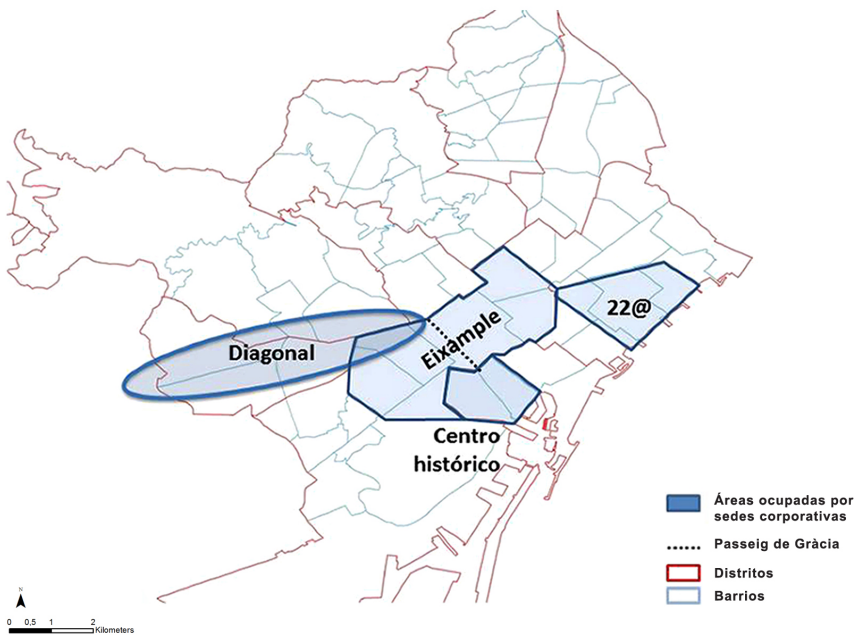 22@
Eixample
Diagonal
Centro
histórico
Áreas ocupadas por
sedes corporativas
Passeig de Gràcia
Distritos
Barrios
N
0 0,5 1 2
Kilometers